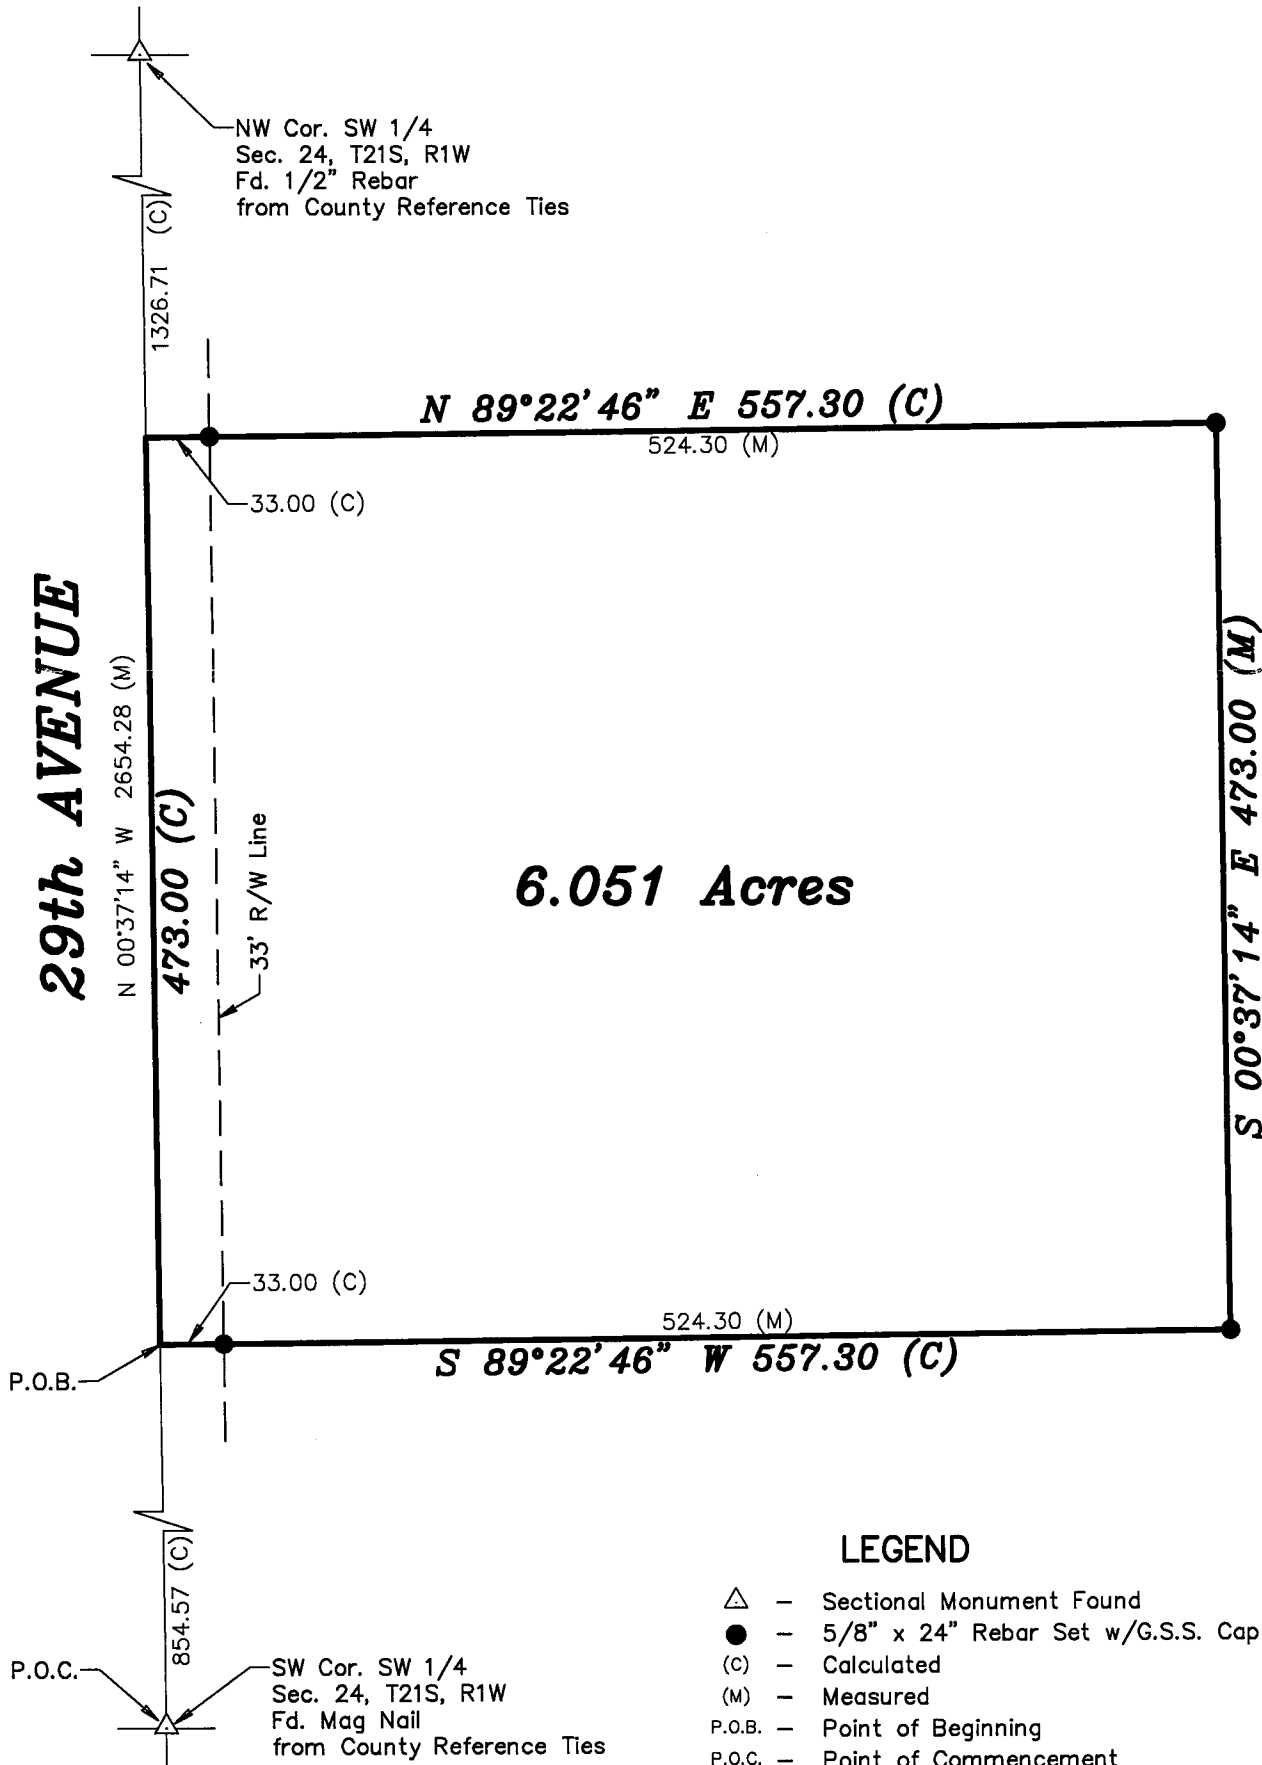 NW Cor. SW 1/4
Sec. 24, T21S, R1W
Fd. 1/2" Rebar
from County Reference Ties
1326.71 (C)
N 89°22'46" E 557.30 (C)
524.30 (M)
33.00 (C)
29th AVENUE
N 00°37'14" W 2654.28 (M)
473.00 (C)
33' R/W Line
6.051 Acres
S 00°37'14" E 473.00 (M)
33.00 (C)
524.30 (M)
S 89°22'46" W 557.30 (C)
P.O.B.
854.57 (C)
P.O.C.
SW Cor. SW 1/4
Sec. 24, T21S, R1W
Fd. Mag Nail
from County Reference Ties
LEGEND
– Sectional Monument Found
– 5/8" x 24" Rebar Set w/G.S.S. Cap
(C) – Calculated
(M) – Measured
P.O.B. – Point of Beginning
P.O.C. – Point of Commencement